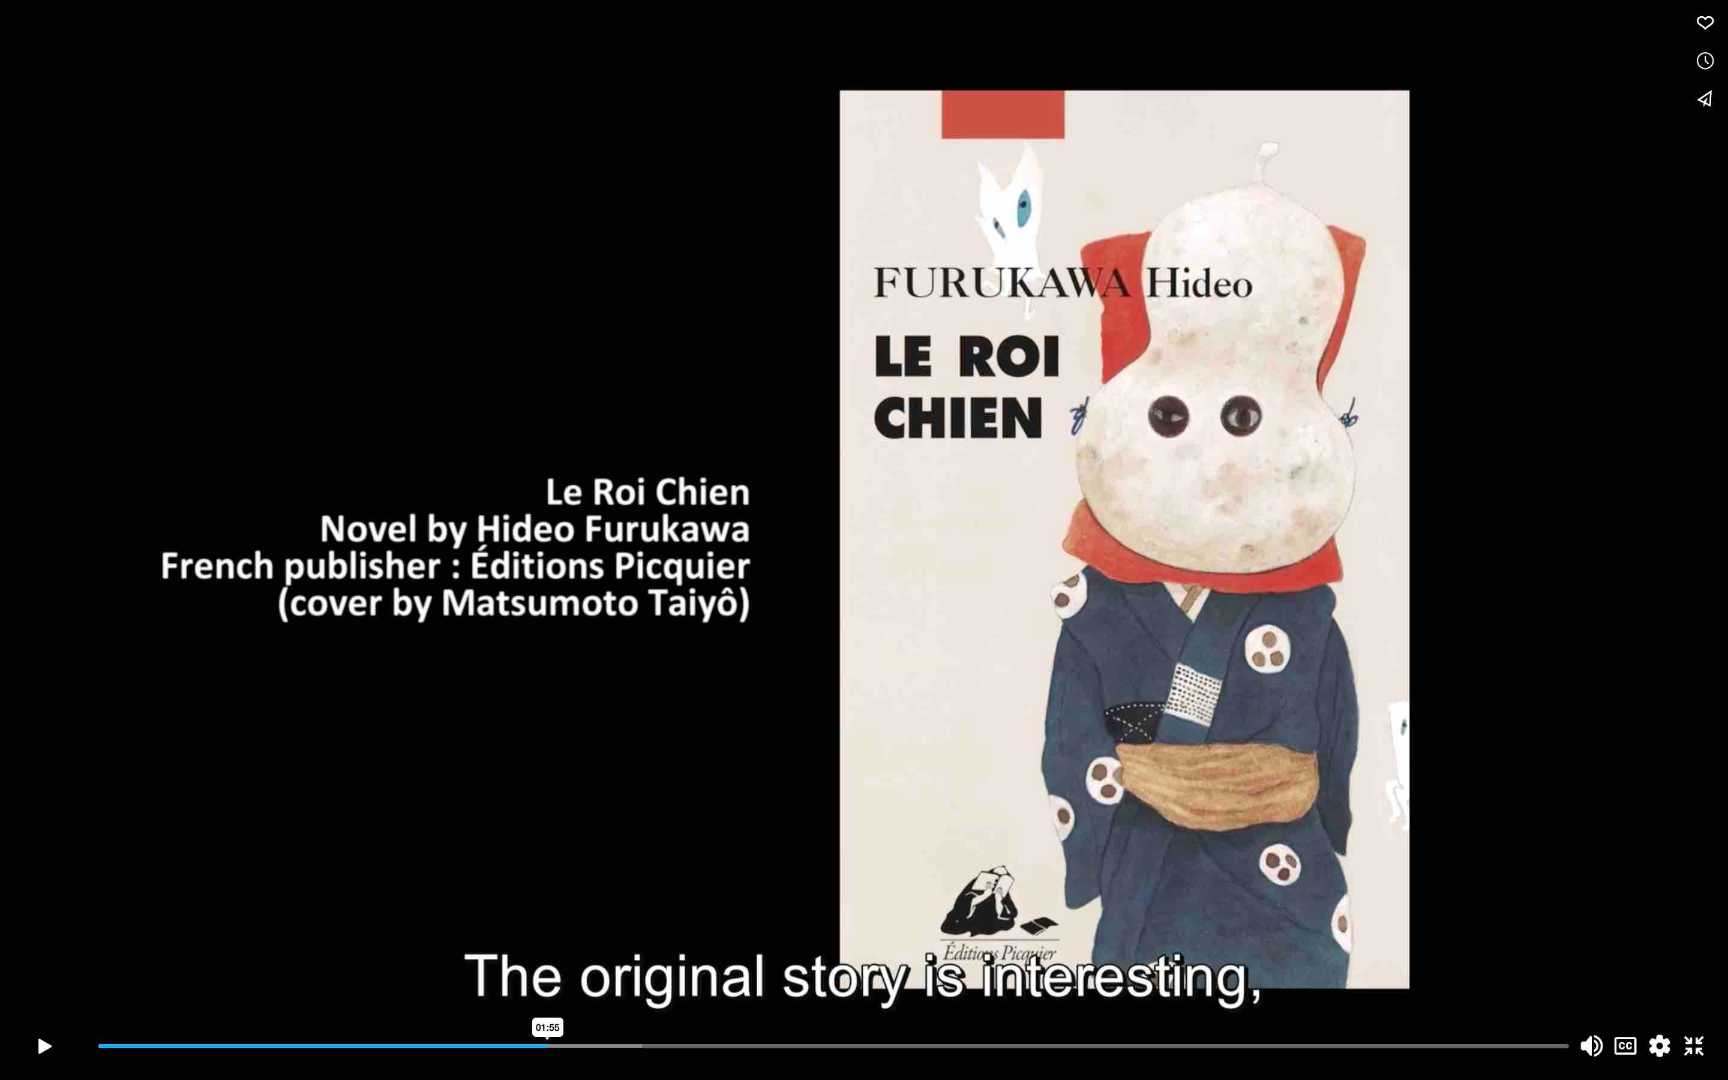 Le Roi Chien
Novel by Hideo Furukawa
French publisher : Éditions Picquier
(cover by Matsumoto Taiyô)
FURUKAWA Hideo
LE ROI
CHIEN
Éditions Picquier
The original story is interesting,
01:55
CC